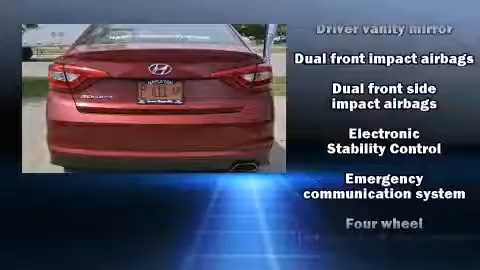 Driver vanity mirror
Dual front impact airbags
Dual front side
impact airbags
Electronic
Stability Control
Emergency
communication system
Four wheel
SONATA